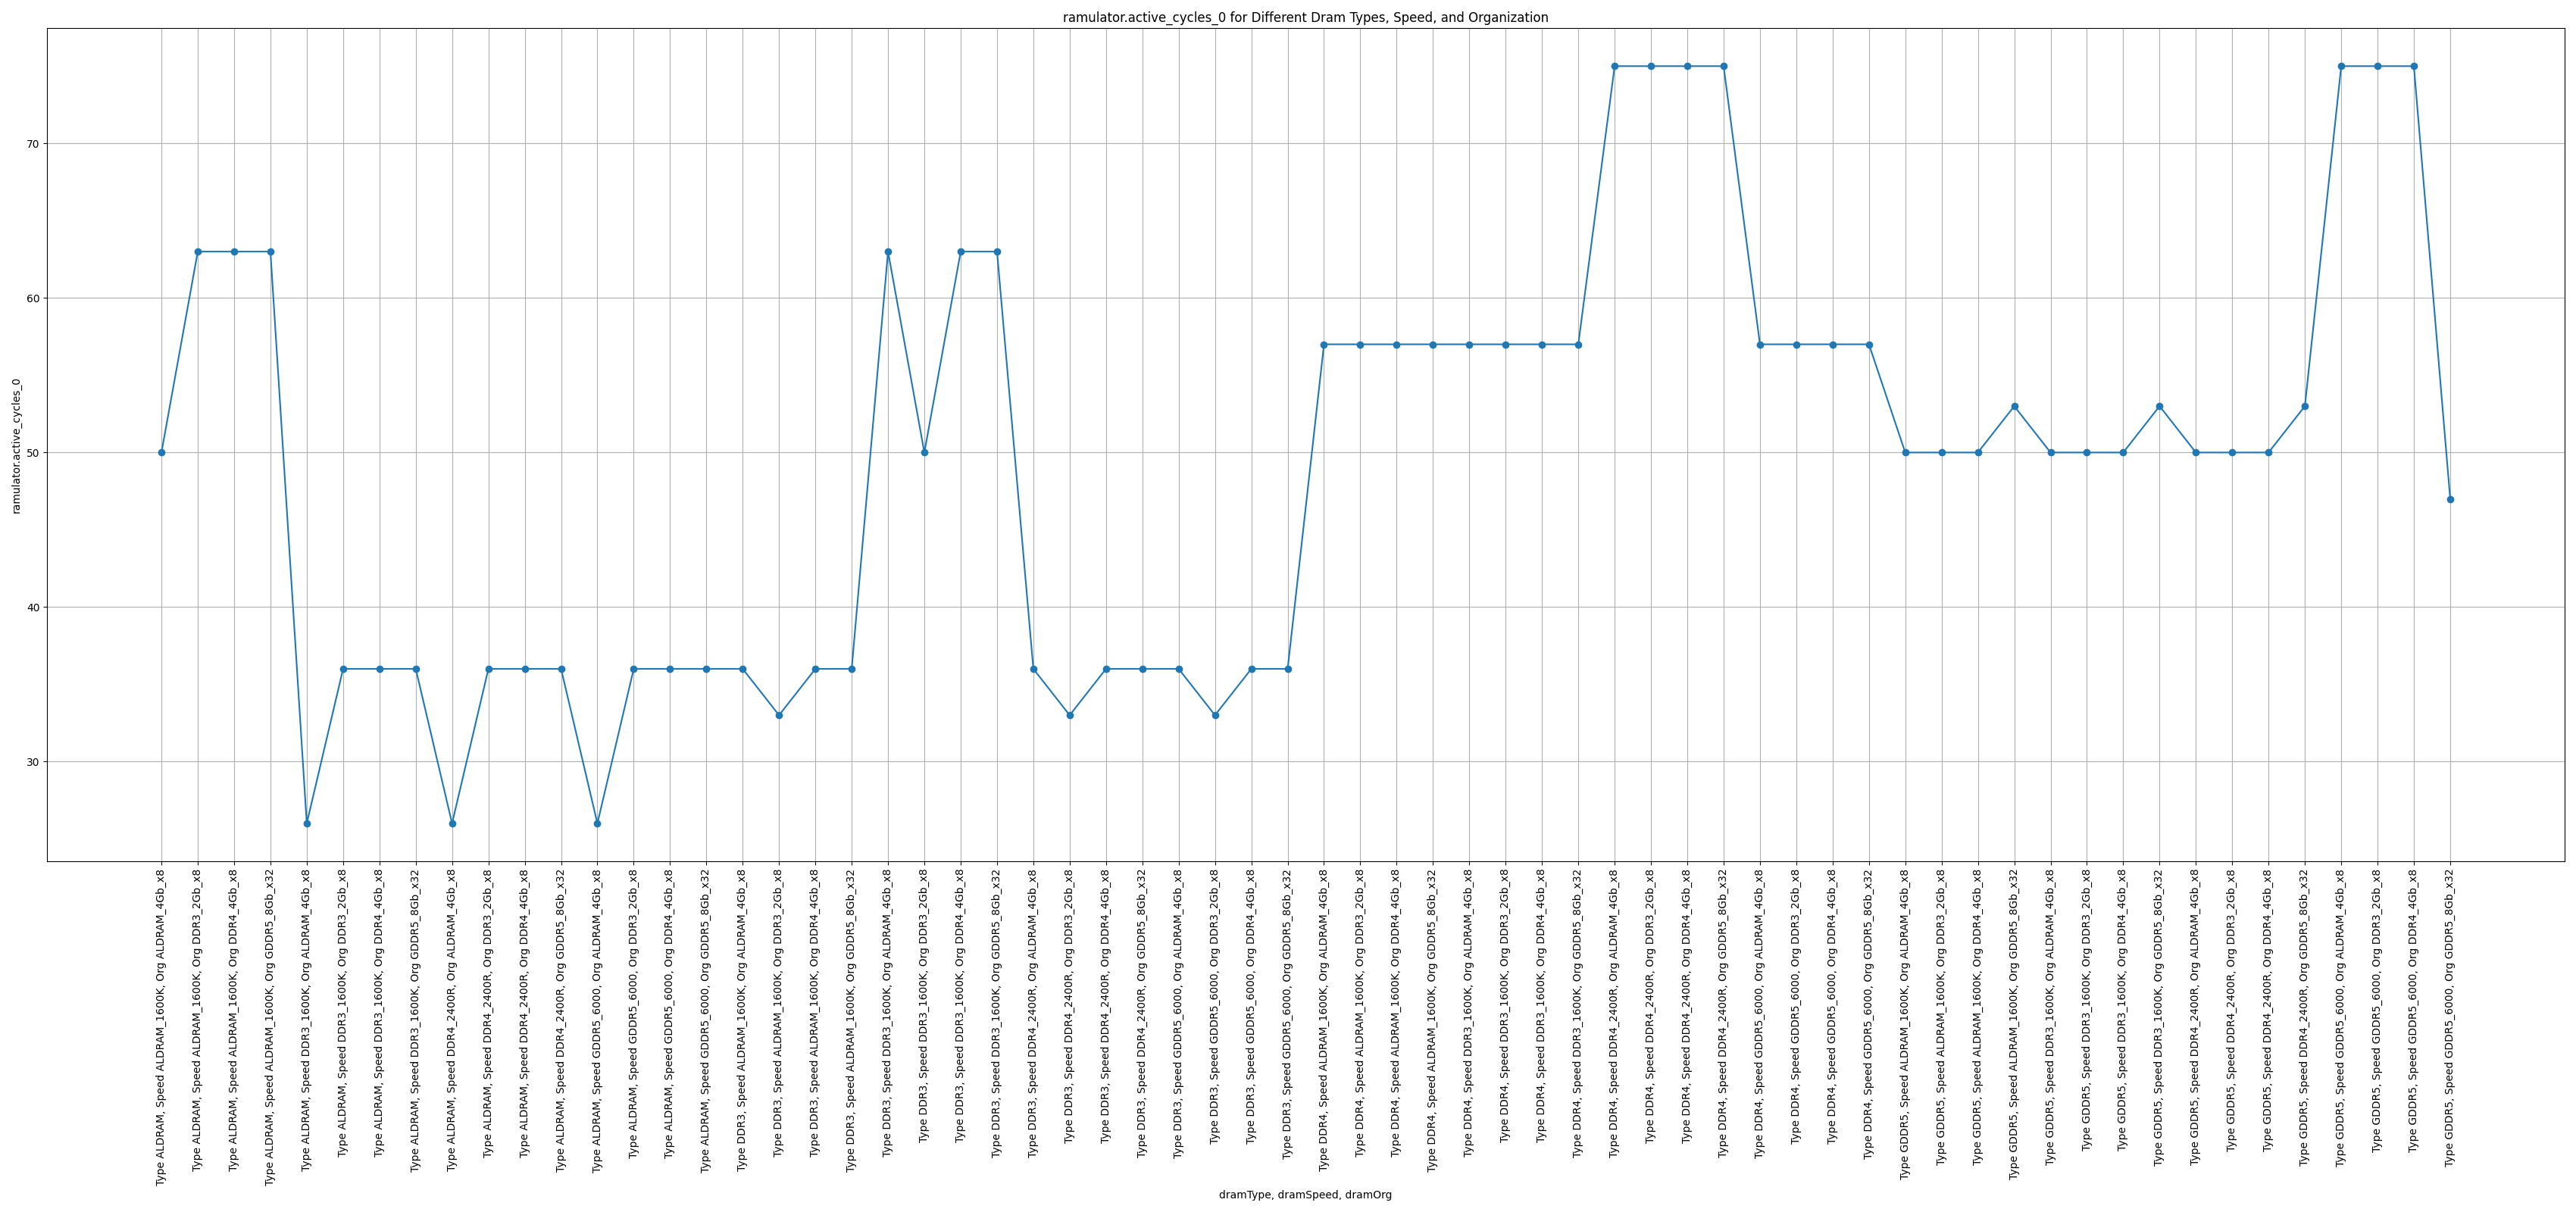 ramulator.active_cycles_0 for Different Dram Types, Speed, and Organization
ramulator.active_cycles_0
70
60
50
40
30
Type ALDRAM, Speed ALDRAM_1600K, Org ALDRAM_4Gb_x8
Type ALDRAM, Speed ALDRAM_1600K, Org DDR3_2Gb_x8
Type ALDRAM, Speed ALDRAM_1600K, Org DDR4_4Gb_x8
Type ALDRAM, Speed ALDRAM_1600K, Org GDDR5_8Gb_x32
Type ALDRAM, Speed DDR3_1600K, Org ALDRAM_4Gb_x8
Type ALDRAM, Speed DDR3_1600K, Org DDR3_2Gb_x8
Type ALDRAM, Speed DDR3_1600K, Org DDR4_4Gb_x8
Type ALDRAM, Speed DDR3_1600K, Org GDDR5_8Gb_x32
Type ALDRAM, Speed DDR4_2400R, Org ALDRAM_4Gb_x8
Type ALDRAM, Speed DDR4_2400R, Org DDR3_2Gb_x8
Type ALDRAM, Speed DDR4_2400R, Org DDR4_4Gb_x8
Type ALDRAM, Speed DDR4_2400R, Org GDDR5_8Gb_x32
Type ALDRAM, Speed GDDR5_6000, Org ALDRAM_4Gb_x8
Type ALDRAM, Speed GDDR5_6000, Org DDR3_2Gb_x8
Type ALDRAM, Speed GDDR5_6000, Org DDR4_4Gb_x8
Type ALDRAM, Speed GDDR5_6000, Org GDDR5_8Gb_x32
Type DDR3, Speed ALDRAM_1600K, Org ALDRAM_4Gb_x8
Type DDR3, Speed ALDRAM_1600K, Org DDR3_2Gb_x8
Type DDR3, Speed ALDRAM_1600K, Org DDR4_4Gb_x8
Type DDR3, Speed ALDRAM_1600K, Org GDDR5_8Gb_x32
Type DDR3, Speed DDR3_1600K, Org ALDRAM_4Gb_x8
Type DDR3, Speed DDR3_1600K, Org DDR3_2Gb_x8
Type DDR3, Speed DDR3_1600K, Org DDR4_4Gb_x8
Type DDR3, Speed DDR3_1600K, Org GDDR5_8Gb_x32
Type DDR3, Speed DDR4_2400R, Org ALDRAM_4Gb_x8
Type DDR3, Speed DDR4_2400R, Org DDR3_2Gb_x8
Type DDR3, Speed DDR4_2400R, Org DDR4_4Gb_x8
Type DDR3, Speed DDR4_2400R, Org GDDR5_8Gb_x32
Type DDR3, Speed GDDR5_6000, Org ALDRAM_4Gb_x8
Type DDR3, Speed GDDR5_6000, Org DDR3_2Gb_x8
Type DDR3, Speed GDDR5_6000, Org DDR4_4Gb_x8
Type DDR3, Speed GDDR5_6000, Org GDDR5_8Gb_x32
Type DDR4, Speed ALDRAM_1600K, Org ALDRAM_4Gb_x8
Type DDR4, Speed ALDRAM_1600K, Org DDR3_2Gb_x8
Type DDR4, Speed ALDRAM_1600K, Org DDR4_4Gb_x8
Type DDR4, Speed ALDRAM_1600K, Org GDDR5_8Gb_x32
Type DDR4, Speed DDR3_1600K, Org ALDRAM_4Gb_x8
Type DDR4, Speed DDR3_1600K, Org DDR3_2Gb_x8
Type DDR4, Speed DDR3_1600K, Org DDR4_4Gb_x8
Type DDR4, Speed DDR3_1600K, Org GDDR5_8Gb_x32
Type DDR4, Speed DDR4_2400R, Org ALDRAM_4Gb_x8
Type DDR4, Speed DDR4_2400R, Org DDR3_2Gb_x8
Type DDR4, Speed DDR4_2400R, Org DDR4_4Gb_x8
Type DDR4, Speed DDR4_2400R, Org GDDR5_8Gb_x32
Type DDR4, Speed GDDR5_6000, Org ALDRAM_4Gb_x8
Type DDR4, Speed GDDR5_6000, Org DDR3_2Gb_x8
Type DDR4, Speed GDDR5_6000, Org DDR4_4Gb_x8
Type DDR4, Speed GDDR5_6000, Org GDDR5_8Gb_x32
Type GDDR5, Speed ALDRAM_1600K, Org ALDRAM_4Gb_x8
Type GDDR5, Speed ALDRAM_1600K, Org DDR3_2Gb_x8
Type GDDR5, Speed ALDRAM_1600K, Org DDR4_4Gb_x8
Type GDDR5, Speed ALDRAM_1600K, Org GDDR5_8Gb_x32
Type GDDR5, Speed DDR3_1600K, Org ALDRAM_4Gb_x8
Type GDDR5, Speed DDR3_1600K, Org DDR3_2Gb_x8
Type GDDR5, Speed DDR3_1600K, Org DDR4_4Gb_x8
Type GDDR5, Speed DDR3_1600K, Org GDDR5_8Gb_x32
Type GDDR5, Speed DDR4_2400R, Org ALDRAM_4Gb_x8
Type GDDR5, Speed DDR4_2400R, Org DDR3_2Gb_x8
Type GDDR5, Speed DDR4_2400R, Org DDR4_4Gb_x8
Type GDDR5, Speed DDR4_2400R, Org GDDR5_8Gb_x32
Type GDDR5, Speed GDDR5_6000, Org ALDRAM_4Gb_x8
Type GDDR5, Speed GDDR5_6000, Org DDR3_2Gb_x8
Type GDDR5, Speed GDDR5_6000, Org DDR4_4Gb_x8
Type GDDR5, Speed GDDR5_6000, Org GDDR5_8Gb_x32
dramType, dramSpeed, dramOrg